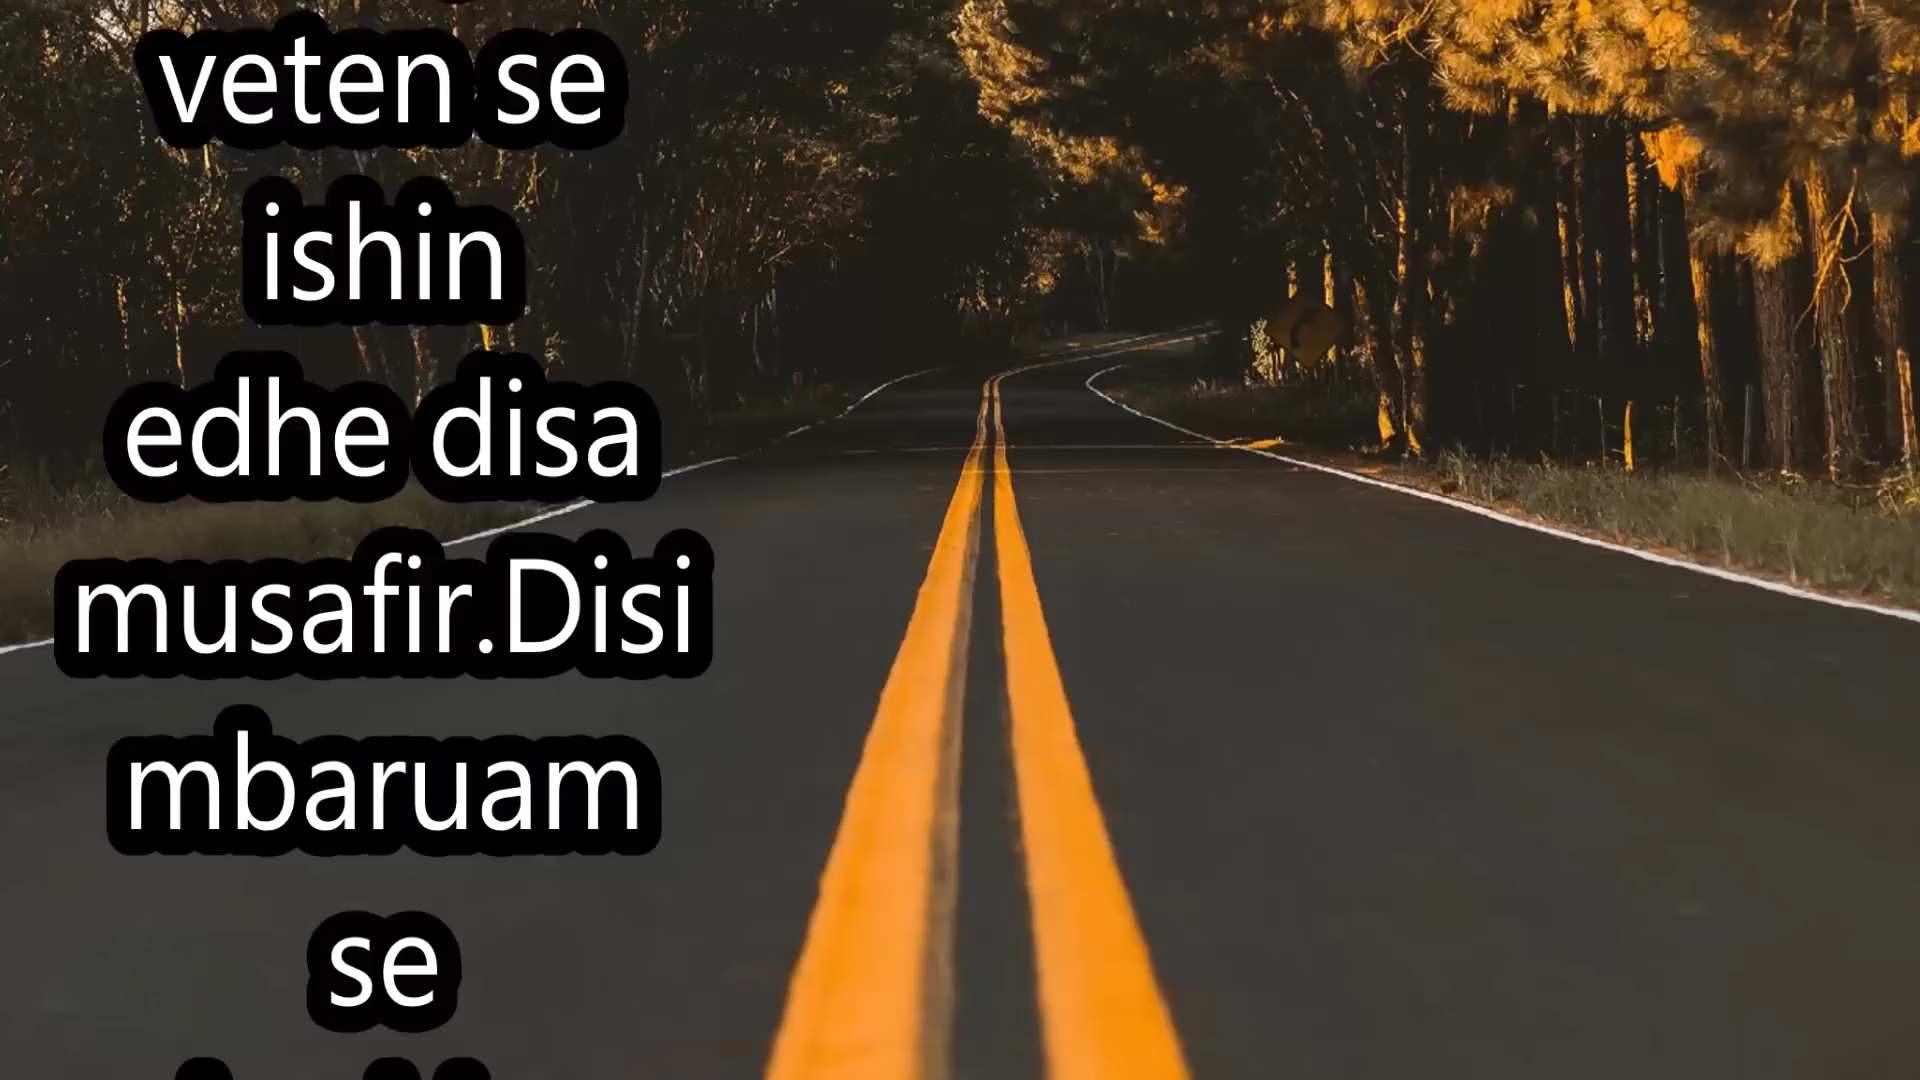 veten se
ishin
edhe disa
musafir.Disi
mbaruam
se